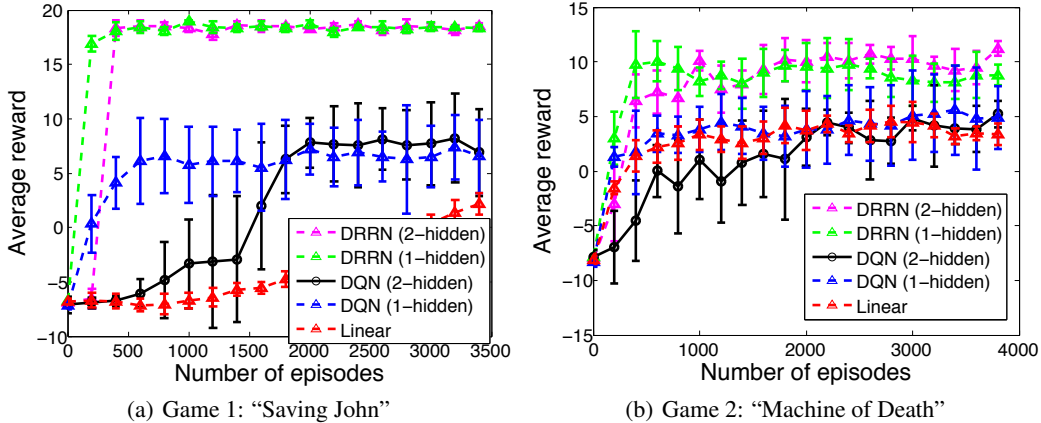 20
15
10
5
0
−5
−10
Average reward
0
500
1000
1500
2000
2500
3000
3500
Number of episodes
DRRN (2−hidden)
DRRN (1−hidden)
DQN (2−hidden)
DQN (1−hidden)
Linear
(a) Game 1: “Saving John”
15
10
5
0
−5
−10
−15
Average reward
0
1000
2000
3000
4000
Number of episodes
DRRN (2−hidden)
DRRN (1−hidden)
DQN (2−hidden)
DQN (1−hidden)
Linear
(b) Game 2: “Machine of Death”